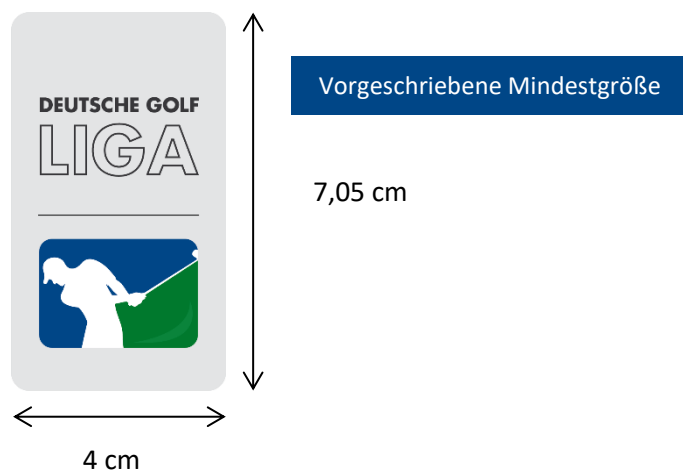 DEUTSCHE GOLF
LIGA
Vorgeschriebene Mindestgröße
7,05 cm
4 cm